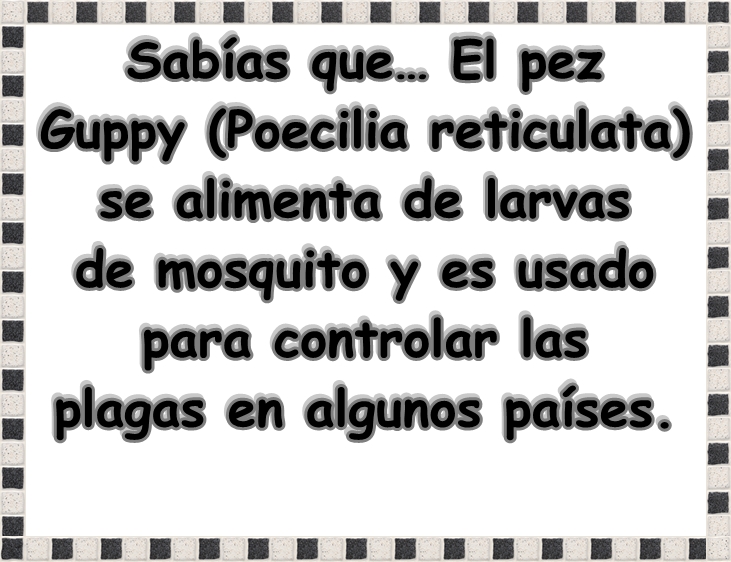 Sabías que... El pez
Guppy (Poecilia reticulata)
se alimenta de larvas
de mosquito y es usado
para controlar las
plagas en algunos países.